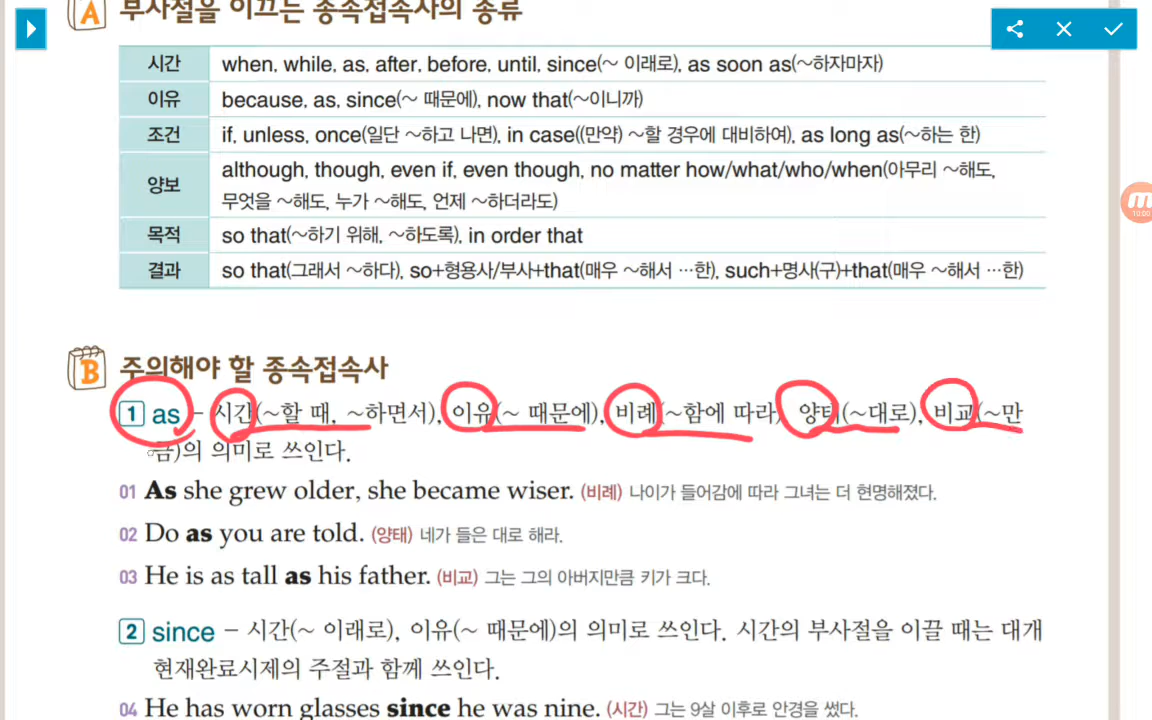 A 부사절을 이끄는 종속접속사의 종류
시간 when, while, as, after, before, until, since(~ 이래로), as soon as(~하자마자)
이유 because, as, since(~ 때문에), now that(~이니까)
조건 if, unless, once(일단 ~하고 나면), in case((만약) ~할 경우에 대비하여), as long as(~하는 한)
양보 although, though, even if, even though, no matter how/what/who/when(아무리 ~해도,
무엇을 ~해도, 누가 ~해도, 언제 ~하더라도)
목적 so that(~하기 위해, ~하도록), in order that
결과 so that(그래서 ~하다), so+형용사/부사+that(매우 ~해서 …한), such+명사(구)+that(매우 ~해서 …한)
B 주의해야 할 종속접속사
1 as - 시간(~할 때, ~하면서), 이유(~ 때문에), 비례(~함에 따라), 양태(~대로), 비교(~만
큼)의 의미로 쓰인다.
01 As she grew older, she became wiser. (비례) 나이가 들어감에 따라 그녀는 더 현명해졌다.
02 Do as you are told. (양태) 네가 들은 대로 해라.
03 He is as tall as his father. (비교) 그는 그의 아버지만큼 키가 크다.
2 since - 시간(~ 이래로), 이유(~ 때문에)의 의미로 쓰인다. 시간의 부사절을 이끌 때는 대개
현재완료시제의 주절과 함께 쓰인다.
04 He has worn glasses since he was nine. (시간) 그는 9살 이후로 안경을 썼다.